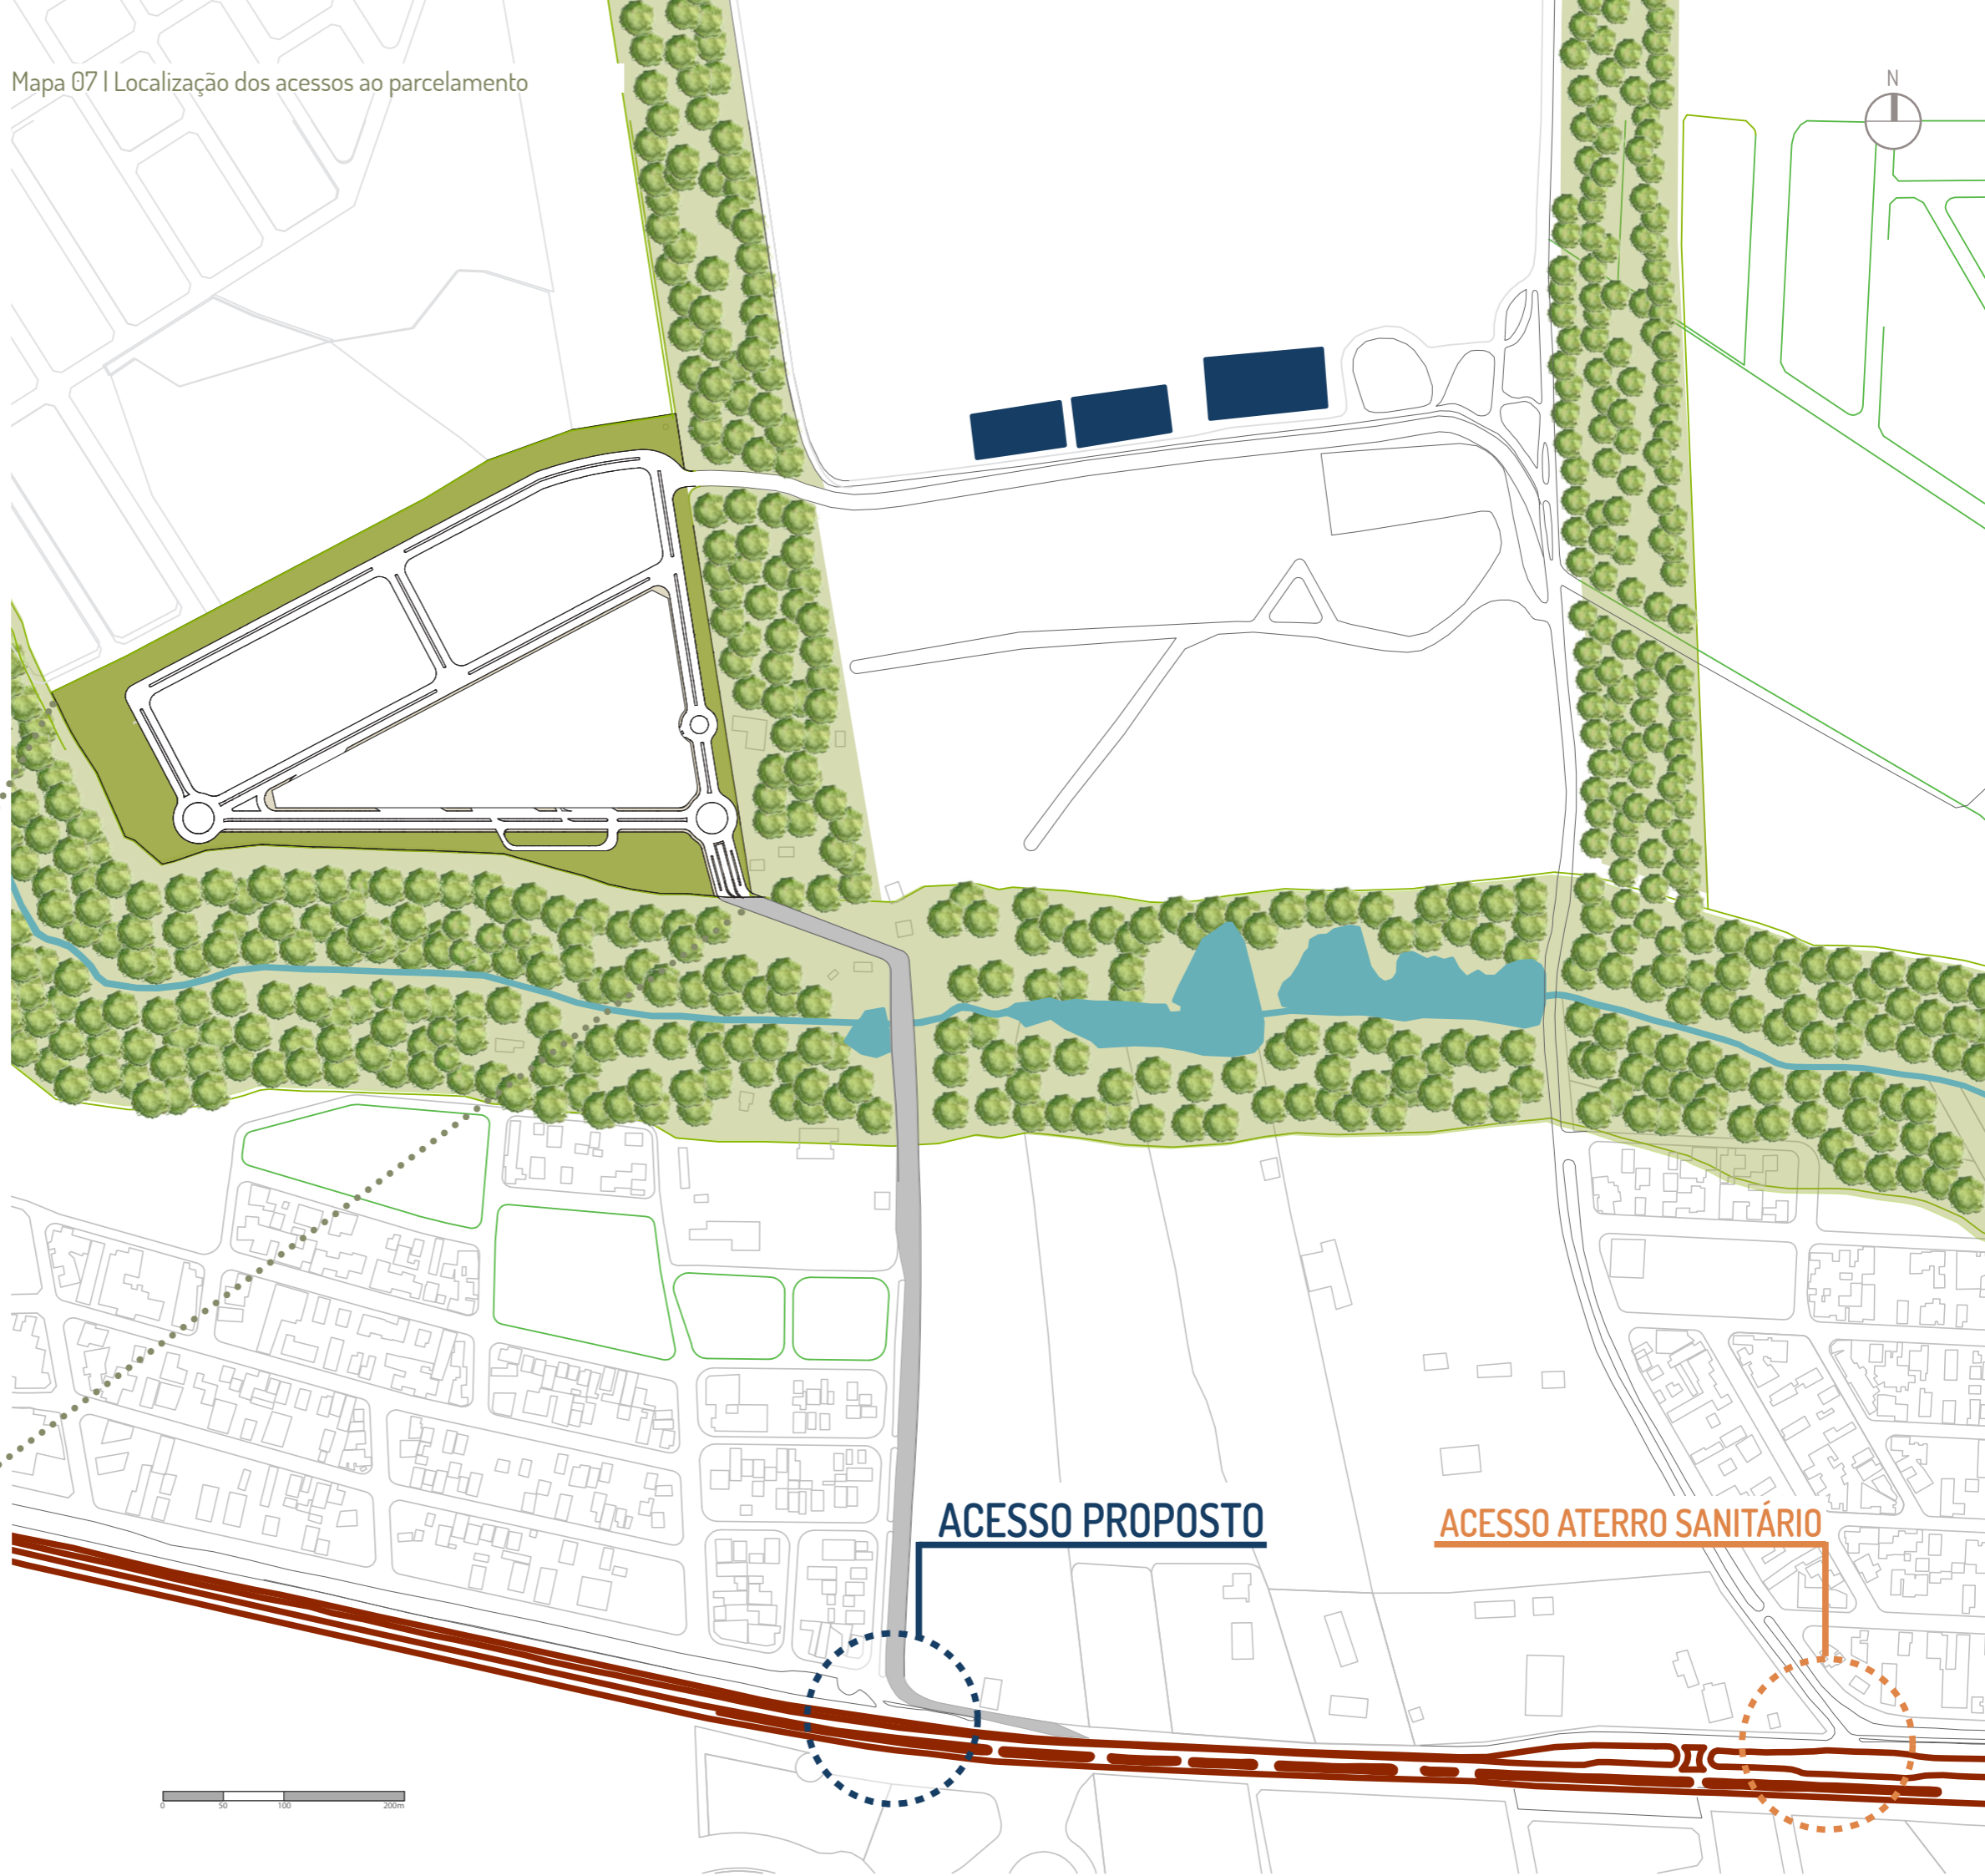 Mapa 07 | Localização dos acessos ao parcelamento
N
ACESSO PROPOSTO
ACESSO ATERRO SANITÁRIO
0 50 100 200m